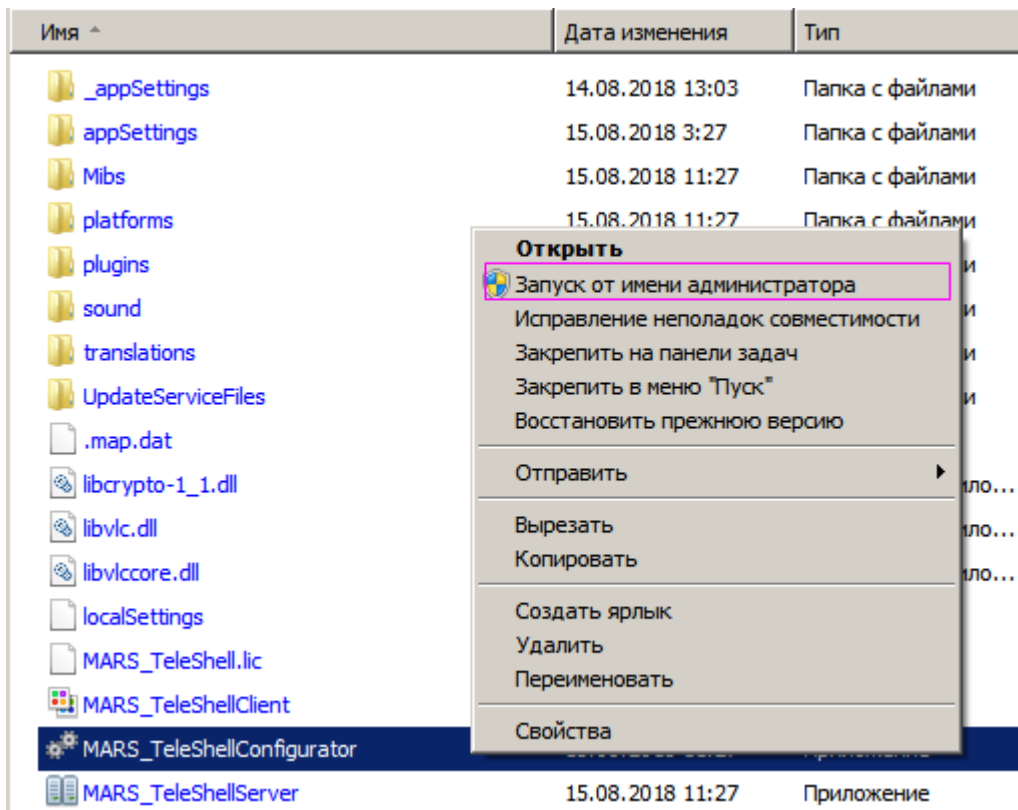 Имя Дата изменения Тип
_appSettings 14.08.2018 13:03 Папка с файлами
appSettings 15.08.2018 3:27 Папка с файлами
Mibs 15.08.2018 11:27 Папка с файлами
platforms 15.08.2018 11:27 Папка с файлами
plugins
sound
translations
UpdateServiceFiles
.map.dat
libcrypto-1_1.dll
libvlc.dll
libvlccore.dll
localSettings
MARS_TeleShell.lic
MARS_TeleShellClient
MARS_TeleShellConfigurator
MARS_TeleShellServer 15.08.2018 11:27 Приложение
Открыть
Запуск от имени администратора
Исправление неполадок совместимости
Закрепить на панели задач
Закрепить в меню "Пуск"
Восстановить прежнюю версию
Отправить
Вырезать
Копировать
Создать ярлык
Удалить
Переименовать
Свойства